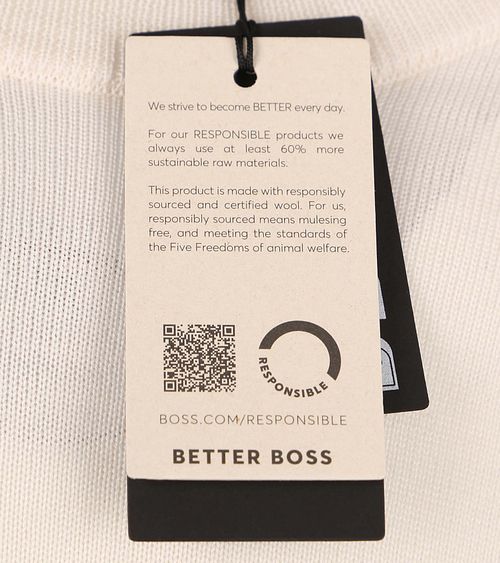 We strive to become BETTER every day.
For our RESPONSIBLE products we
always use at least 60% more
sustainable raw materials.
This product is made with responsibly
sourced and certified wool. For us,
responsibly sourced means mulesing
free, and meeting the standards of
the Five Freedoms of animal welfare.
RESPONSIBLE
BOSS.COM/RESPONSIBLE
BETTER BOSS